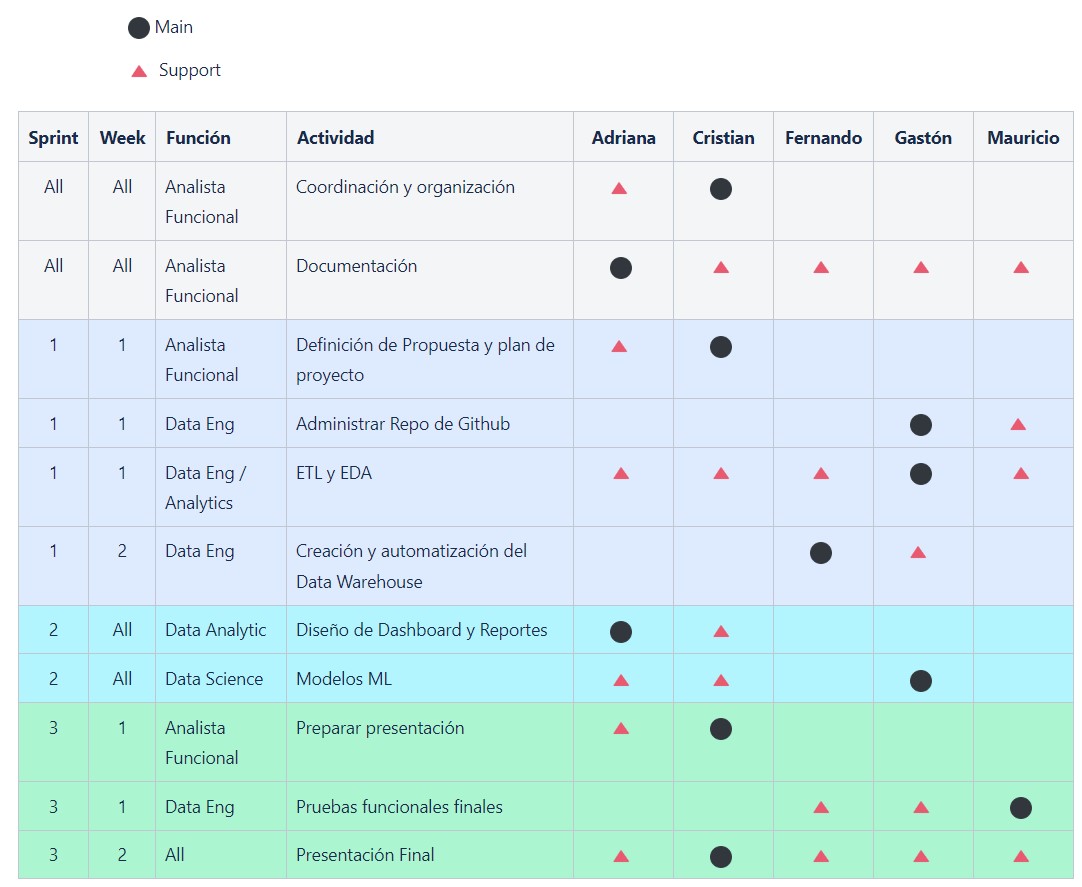 Main
Support
Sprint Week Función Actividad Adriana Cristian Fernando Gastón Mauricio
All All Analista Coordinación y organización
Funcional
All All Analista Documentación
Funcional
1 1 Analista Definición de Propuesta y plan de
Funcional proyecto
1 1 Data Eng Administrar Repo de Github
1 1 Data Eng / ETL y EDA
Analytics
1 2 Data Eng Creación y automatización del
Data Warehouse
2 All Data Analytic Diseño de Dashboard y Reportes
2 All Data Science Modelos ML
3 1 Analista Preparar presentación
Funcional
3 1 Data Eng Pruebas funcionales finales
3 2 All Presentación Final